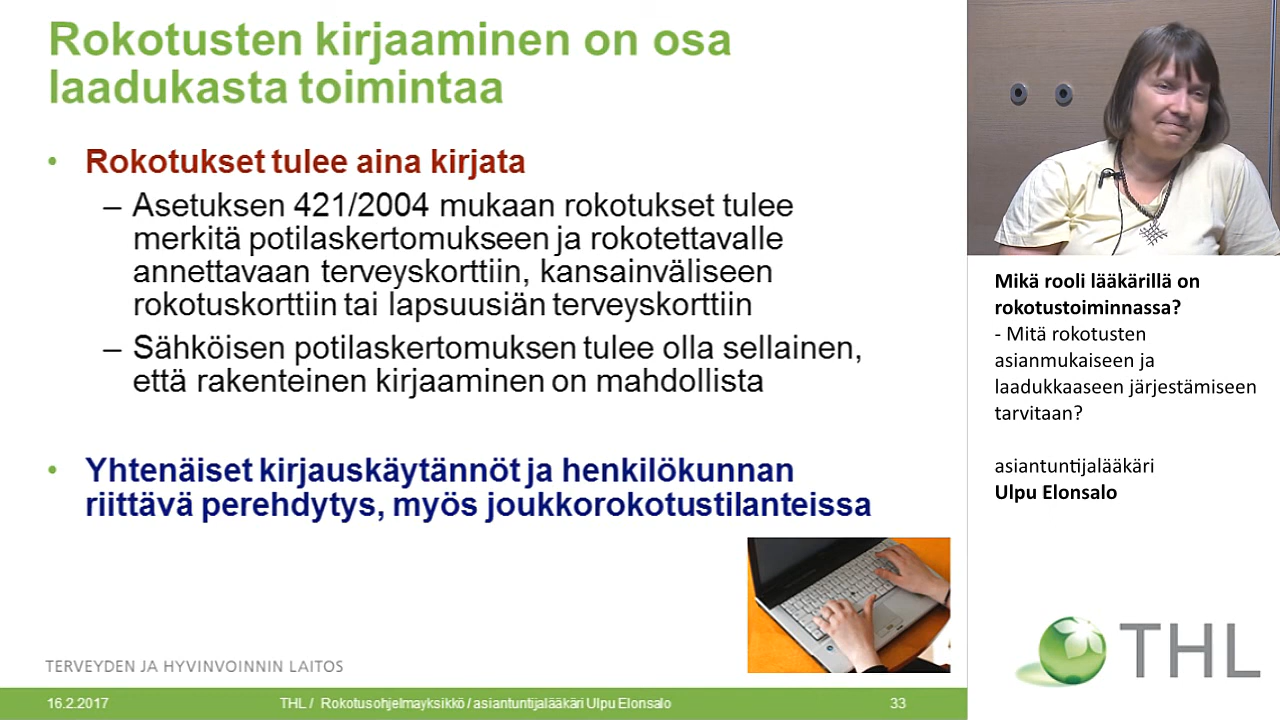 Rokotusten kirjaaminen on osa
laadukasta toimintaa
• Rokotukset tulee aina kirjata
– Asetuksen 421/2004 mukaan rokotukset tulee
merkitä potilaskertomukseen ja rokotettavalle
annettavaan terveyskorttiin, kansainväliseen
rokotuskorttiin tai lapsuusiän terveyskorttiin
– Sähköisen potilaskertomuksen tulee olla sellainen,
että rakenteinen kirjaaminen on mahdollista
• Yhtenäiset kirjauskäytännöt ja henkilökunnan
riittävä perehdytys, myös joukkorokotustilanteissa
TERVEYDEN JA HYVINVOINNIN LAITOS
16.2.2017 THL / Rokotusohjelmayksikkö / asiantuntijalääkäri Ulpu Elonsalo 33
Mikä rooli lääkärillä on
rokotustoiminnassa?
- Mitä rokotusten
asianmukaiseen ja
laadukkaaseen järjestämiseen
tarvitaan?
asiantuntijalääkäri
Ulpu Elonsalo
THL